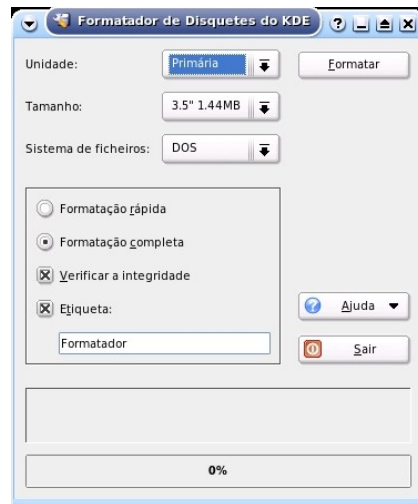 Formatador de Disquetes do KDE
Unidade: Primária Formatar
Tamanho: 3.5" 1.44MB
Sistema de ficheiros: DOS
Formatação rápida
Formatação completa
Verificar a integridade
Etiqueta:
Ajuda
Formatador
Sair
0%